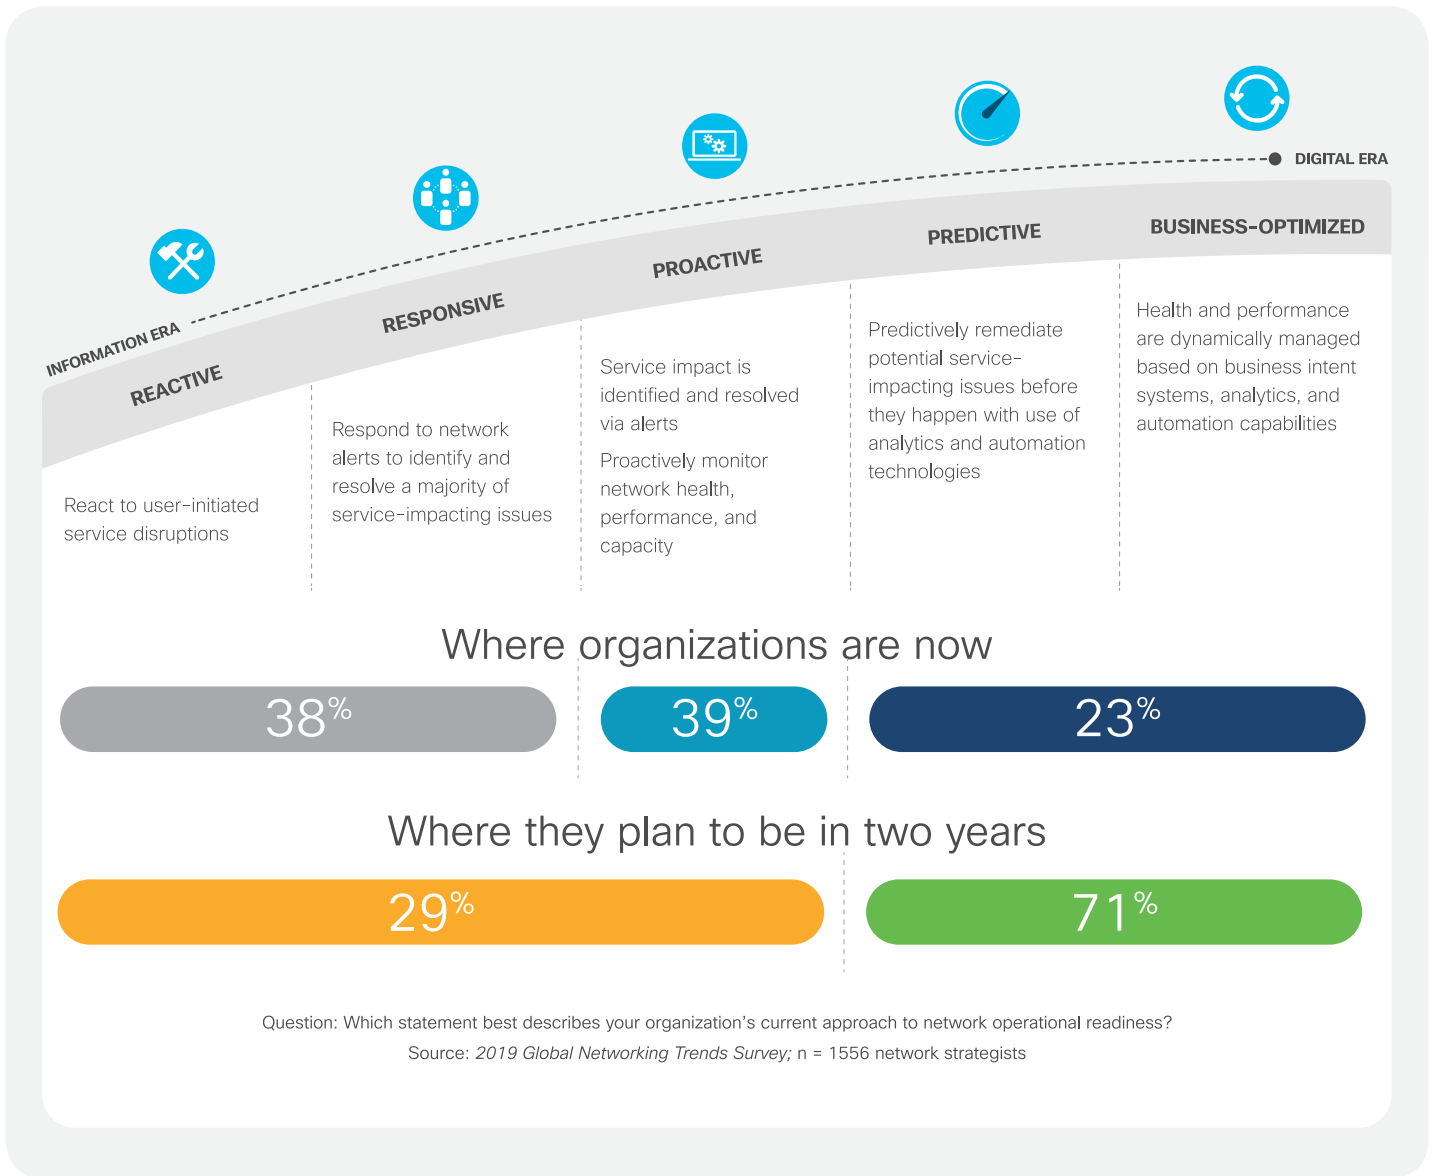 DIGITAL ERA
INFORMATION ERA
REACTIVE
RESPONSIVE
PROACTIVE
PREDICTIVE
BUSINESS-OPTIMIZED
React to user-initiated
service disruptions
Respond to network
alerts to identify and
resolve a majority of
service-impacting issues
Service impact is
identified and resolved
via alerts
Proactively monitor
network health,
performance, and
capacity
Predictively remediate
potential service-
impacting issues before
they happen with use of
analytics and automation
technologies
Health and performance
are dynamically managed
based on business intent
systems, analytics, and
automation capabilities
Where organizations are now
38%
39%
23%
Where they plan to be in two years
29%
71%
Question: Which statement best describes your organization's current approach to network operational readiness?
Source: 2019 Global Networking Trends Survey; n = 1556 network strategists